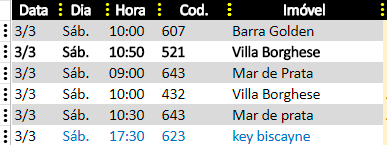 Data Dia Hora Cod. Imóvel
3/3 Sáb. 10:00 607 Barra Golden
3/3 Sáb. 10:50 521 Villa Borghese
3/3 Sáb. 09:00 643 Mar de Prata
3/3 Sáb. 10:00 432 Villa Borghese
3/3 Sáb. 10:30 643 Mar de prata
3/3 Sáb. 17:30 623 key biscayne